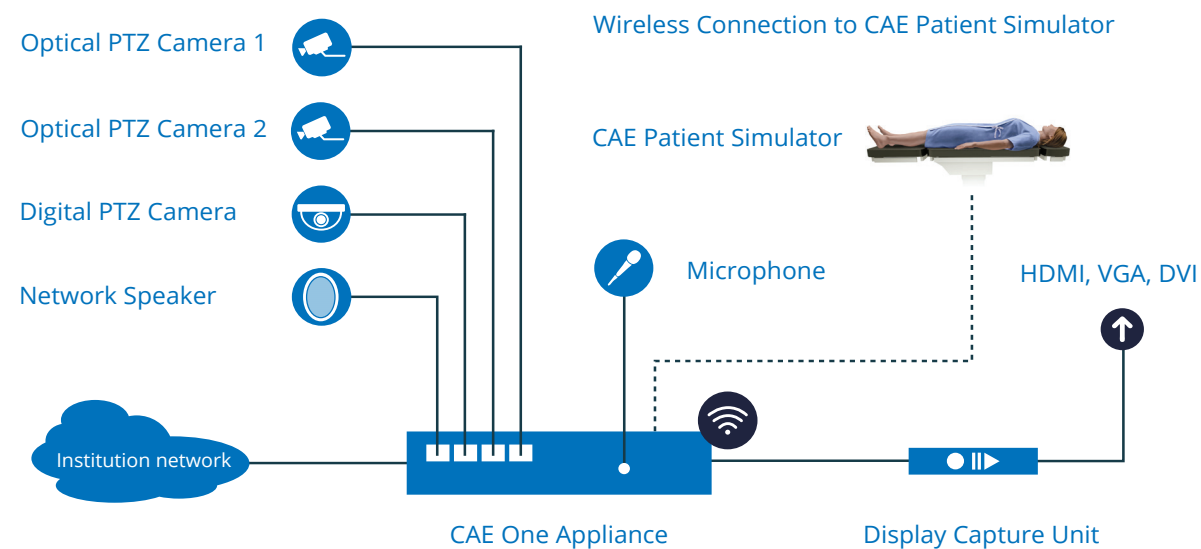 Optical PTZ Camera 1
Wireless Connection to CAE Patient Simulator
Optical PTZ Camera 2
CAE Patient Simulator
Digital PTZ Camera
Microphone
HDMI, VGA, DVI
Network Speaker
Institution network
CAE One Appliance
Display Capture Unit